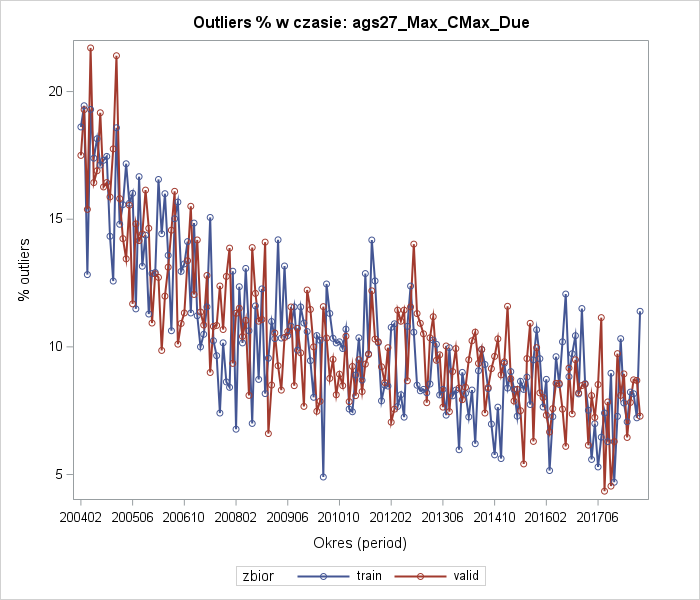 Outliers % w czasie: ags27_Max_CMax_Due
20
15
10
5
% outliers
200402 200506 200610 200802 200906 201010 201202 201306 201410 201602 201706
Okres (period)
zbior train valid